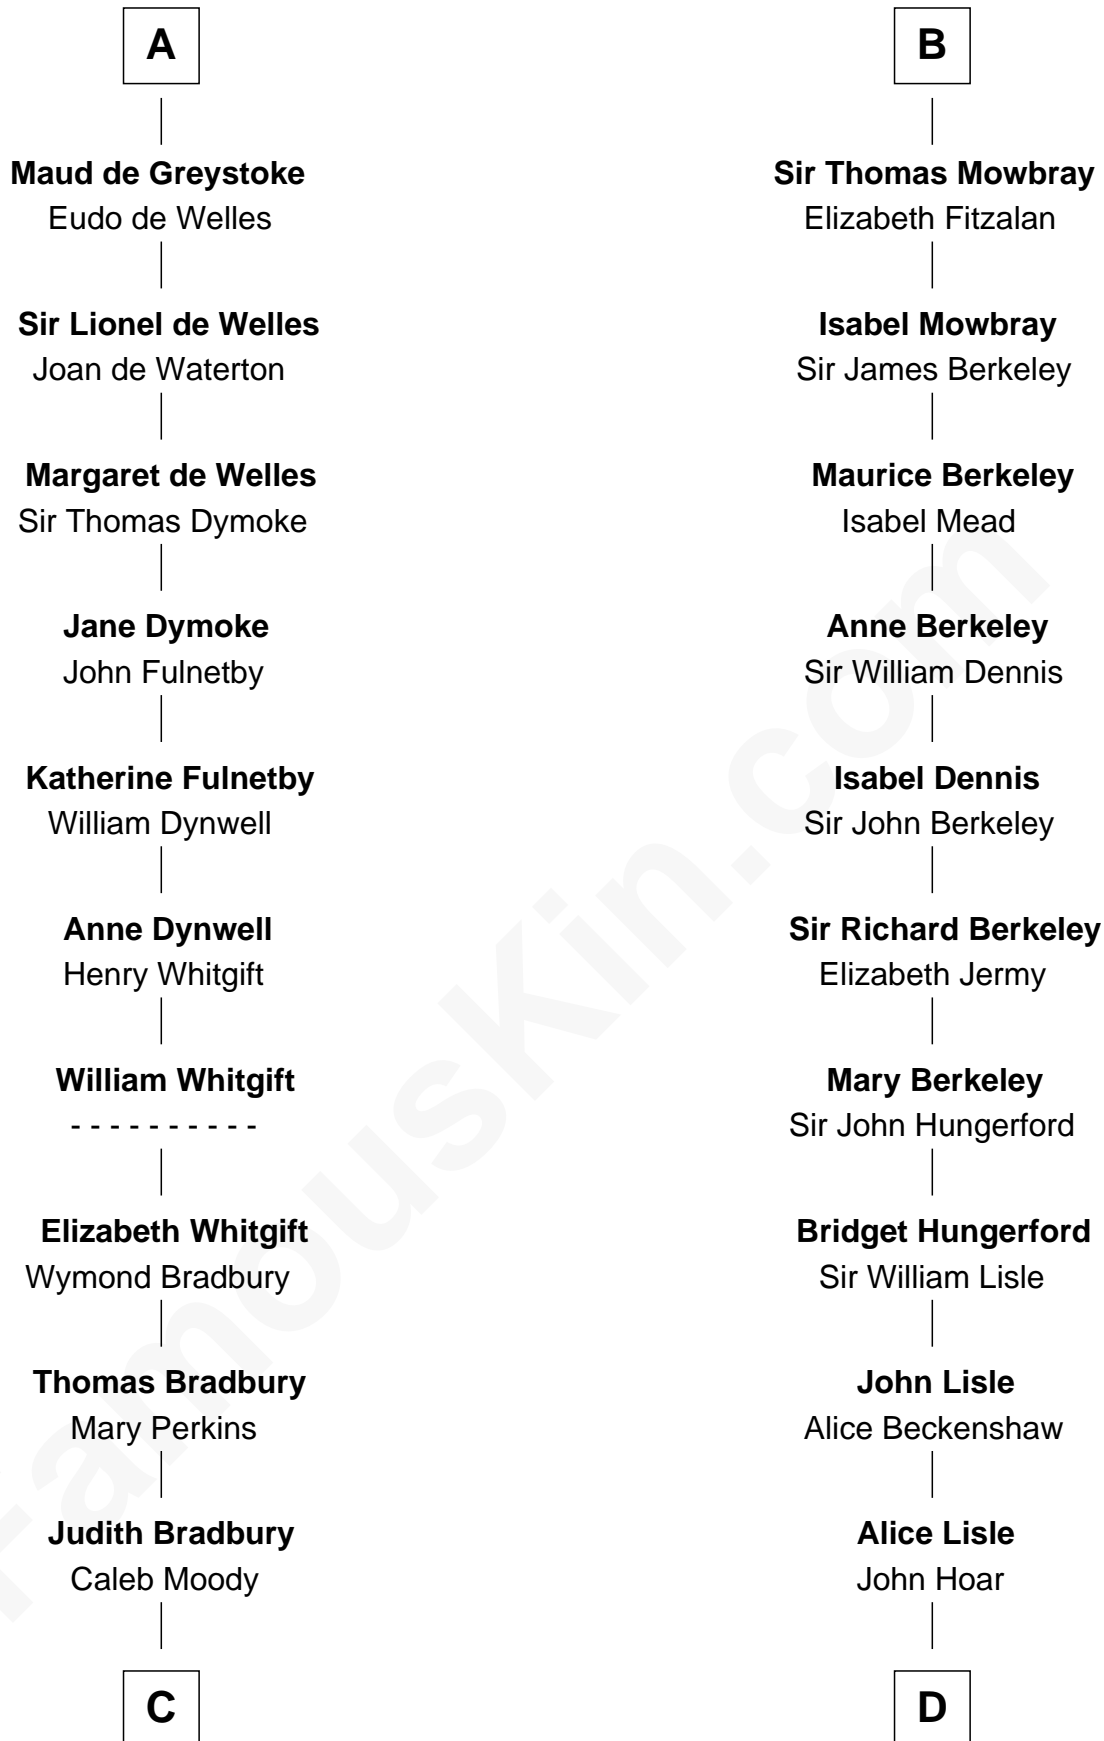 A
Maud de Greystoke
Eudo de Welles
Sir Lionel de Welles
Joan de Waterton
Margaret de Welles
Sir Thomas Dymoke
Jane Dymoke
John Fulnetby
Katherine Fulnetby
William Dynwell
Anne Dynwell
Henry Whitgift
William Whitgift
- - - - - - - - - -
Elizabeth Whitgift
Wymond Bradbury
Thomas Bradbury
Mary Perkins
Judith Bradbury
Caleb Moody
C
B
Sir Thomas Mowbray
Elizabeth Fitzalan
Isabel Mowbray
Sir James Berkeley
Maurice Berkeley
Isabel Mead
Anne Berkeley
Sir William Dennis
Isabel Dennis
Sir John Berkeley
Sir Richard Berkeley
Elizabeth Jermy
Mary Berkeley
Sir John Hungerford
Bridget Hungerford
Sir William Lisle
John Lisle
Alice Beckenshaw
Alice Lisle
John Hoar
D
FamousKin.com